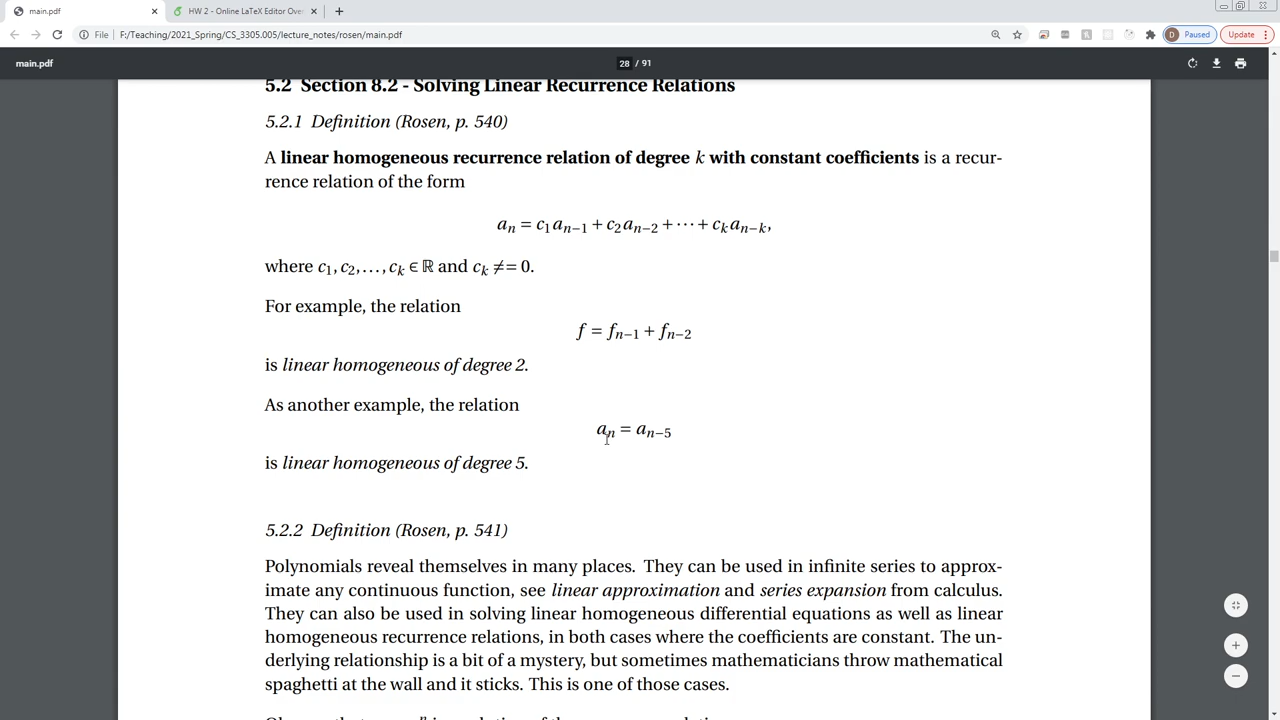 main.pdf
HW 2 - Online LaTeX Editor Over
File
F:/Teaching/2021_Spring/CS_3305.005/lecture_notes/rosen/main.pdf
D
Paused
Update
main.pdf
28 / 91
5.2 Section 8.2 - Solving Linear Recurrence Relations
5.2.1 Definition (Rosen, p. 540)
A linear homogeneous recurrence relation of degree k with constant coefficients is a recur-
rence relation of the form
aₙ = c₁aₙ₋₁ + c₂aₙ₋₂ + ⋯ + cₖaₙ₋ₖ,
where c₁, c₂, …, cₖ ∈ ℝ and cₖ ≠= 0.
For example, the relation
f = fₙ₋₁ + fₙ₋₂
is linear homogeneous of degree 2.
As another example, the relation
aₙ = aₙ₋₅
is linear homogeneous of degree 5.
5.2.2 Definition (Rosen, p. 541)
Polynomials reveal themselves in many places. They can be used in infinite series to approx-
imate any continuous function, see linear approximation and series expansion from calculus.
They can also be used in solving linear homogeneous differential equations as well as linear
homogeneous recurrence relations, in both cases where the coefficients are constant. The un-
derlying relationship is a bit of a mystery, but sometimes mathematicians throw mathematical
spaghetti at the wall and it sticks. This is one of those cases.